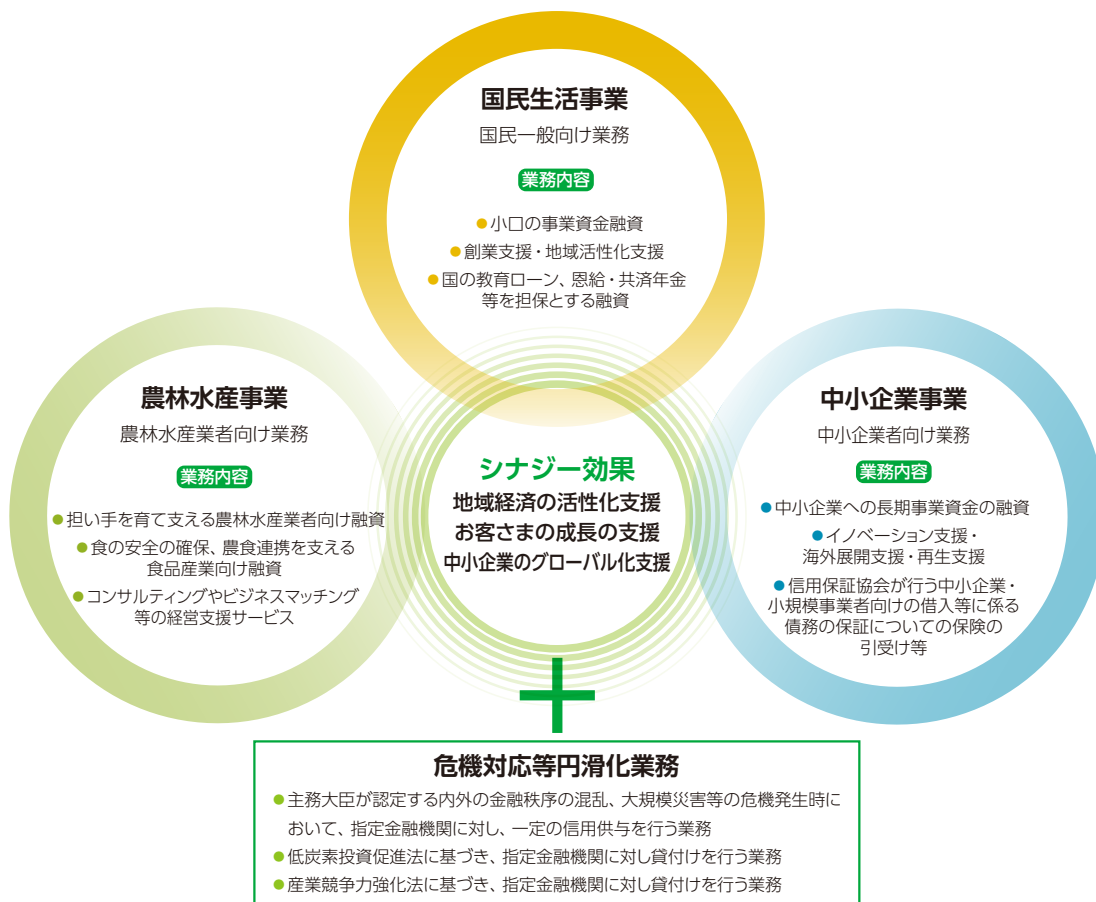 国民生活事業
国民一般向け業務
業務内容
●小口の事業資金融資
●創業支援・地域活性化支援
●国の教育ローン、恩給・共済年金
等を担保とする融資
農林水産事業
農林水産業者向け業務
業務内容
●担い手を育て支える農林水産業者向け融資
●食の安全の確保、農食連携を支える
食品産業向け融資
●コンサルティングやビジネスマッチング
等の経営支援サービス
シナジー効果
地域経済の活性化支援
お客さまの成長の支援
中小企業のグローバル化支援
中小企業事業
中小企業者向け業務
業務内容
●中小企業への長期事業資金の融資
●イノベーション支援・
海外展開支援・再生支援
●信用保証協会が行う中小企業・
小規模事業者向けの借入等に係る
債務の保証についての保険の
引受け等
危機対応等円滑化業務
●主務大臣が認定する内外の金融秩序の混乱、大規模災害等の危機発生時に
おいて、指定金融機関に対し、一定の信用供与を行う業務
●低炭素投資促進法に基づき、指定金融機関に対し貸付けを行う業務
●産業競争力強化法に基づき、指定金融機関に対し貸付けを行う業務